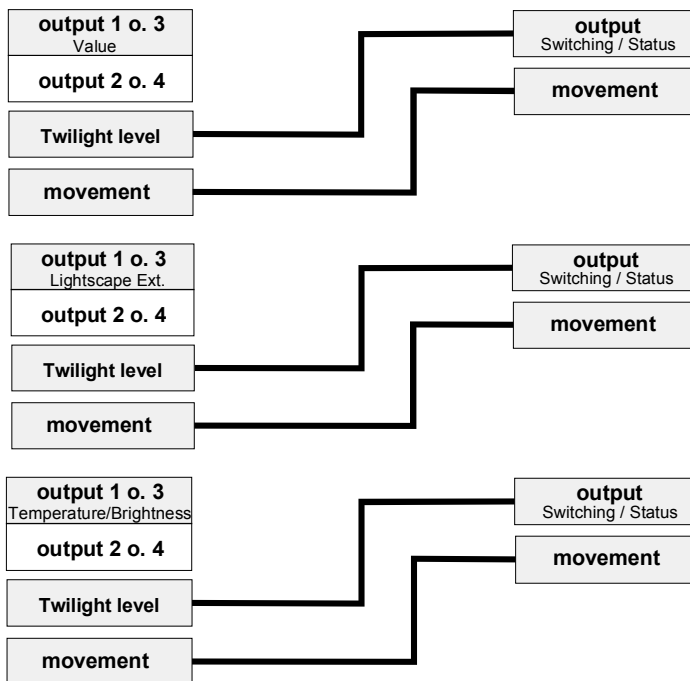 output 1 o. 3
Value
output 2 o. 4
Twilight level
movement
output
Switching / Status
movement
output 1 o. 3
Lightscape Ext.
output 2 o. 4
Twilight level
movement
output
Switching / Status
movement
output 1 o. 3
Temperature/Brightness
output 2 o. 4
Twilight level
movement
output
Switching / Status
movement